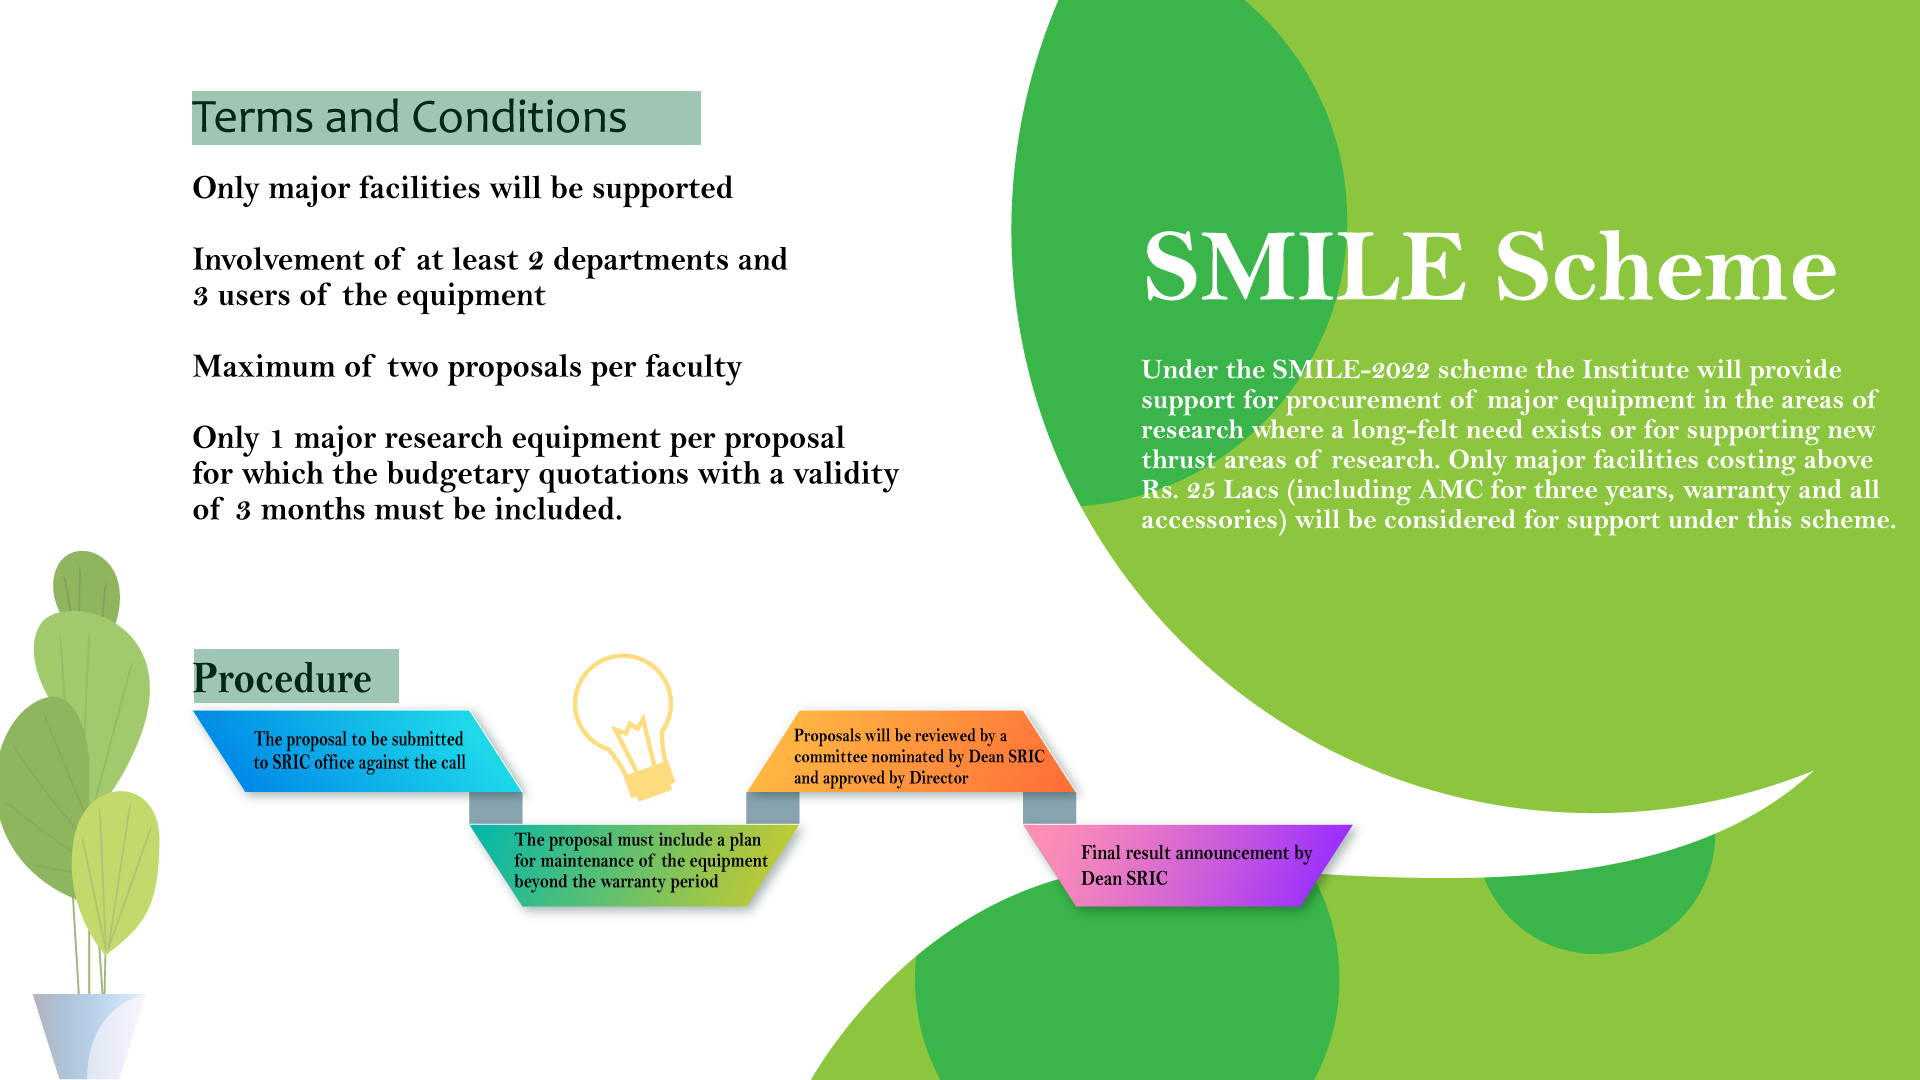 Terms and Conditions
Only major facilities will be supported
Involvement of at least 2 departments and
3 users of the equipment
Maximum of two proposals per faculty
Only 1 major research equipment per proposal
for which the budgetary quotations with a validity
of 3 months must be included.
SMILE Scheme
Under the SMILE-2022 scheme the Institute will provide
support for procurement of major equipment in the areas of
research where a long-felt need exists or for supporting new
thrust areas of research. Only major facilities costing above
Rs. 25 Lacs (including AMC for three years, warranty and all
accessories) will be considered for support under this scheme.
Procedure
The proposal to be submitted
to SRIC office against the call
The proposal must include a plan
for maintenance of the equipment
beyond the warranty period
Proposals will be reviewed by a
committee nominated by Dean SRIC
and approved by Director
Final result announcement by
Dean SRIC